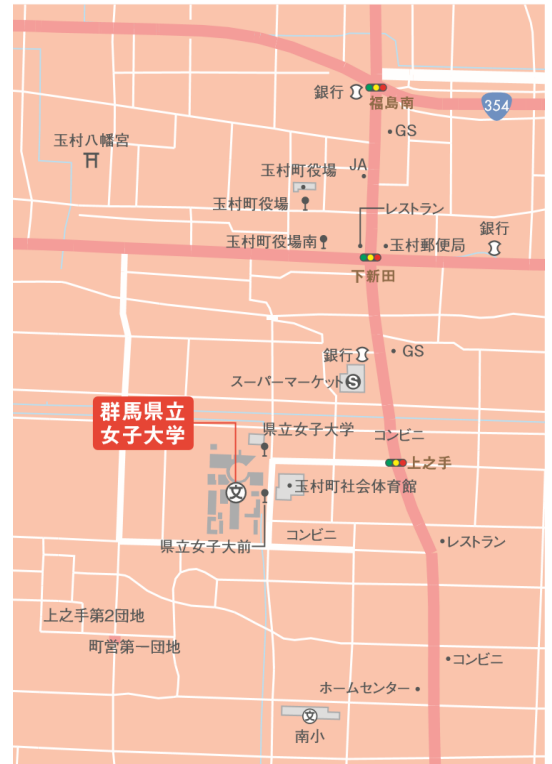 銀行
福島南
354
GS
玉村八幡宮
玉村町役場
JA
玉村町役場
レストラン
銀行
玉村町役場南
玉村郵便局
下新田
銀行
GS
スーパーマーケット
S
群馬県立
女子大学
県立女子大学
コンビニ
上之手
玉村町社会体育館
文
コンビニ
レストラン
県立女子大前
上之手第2団地
町営第一団地
コンビニ
ホームセンター
文
南小